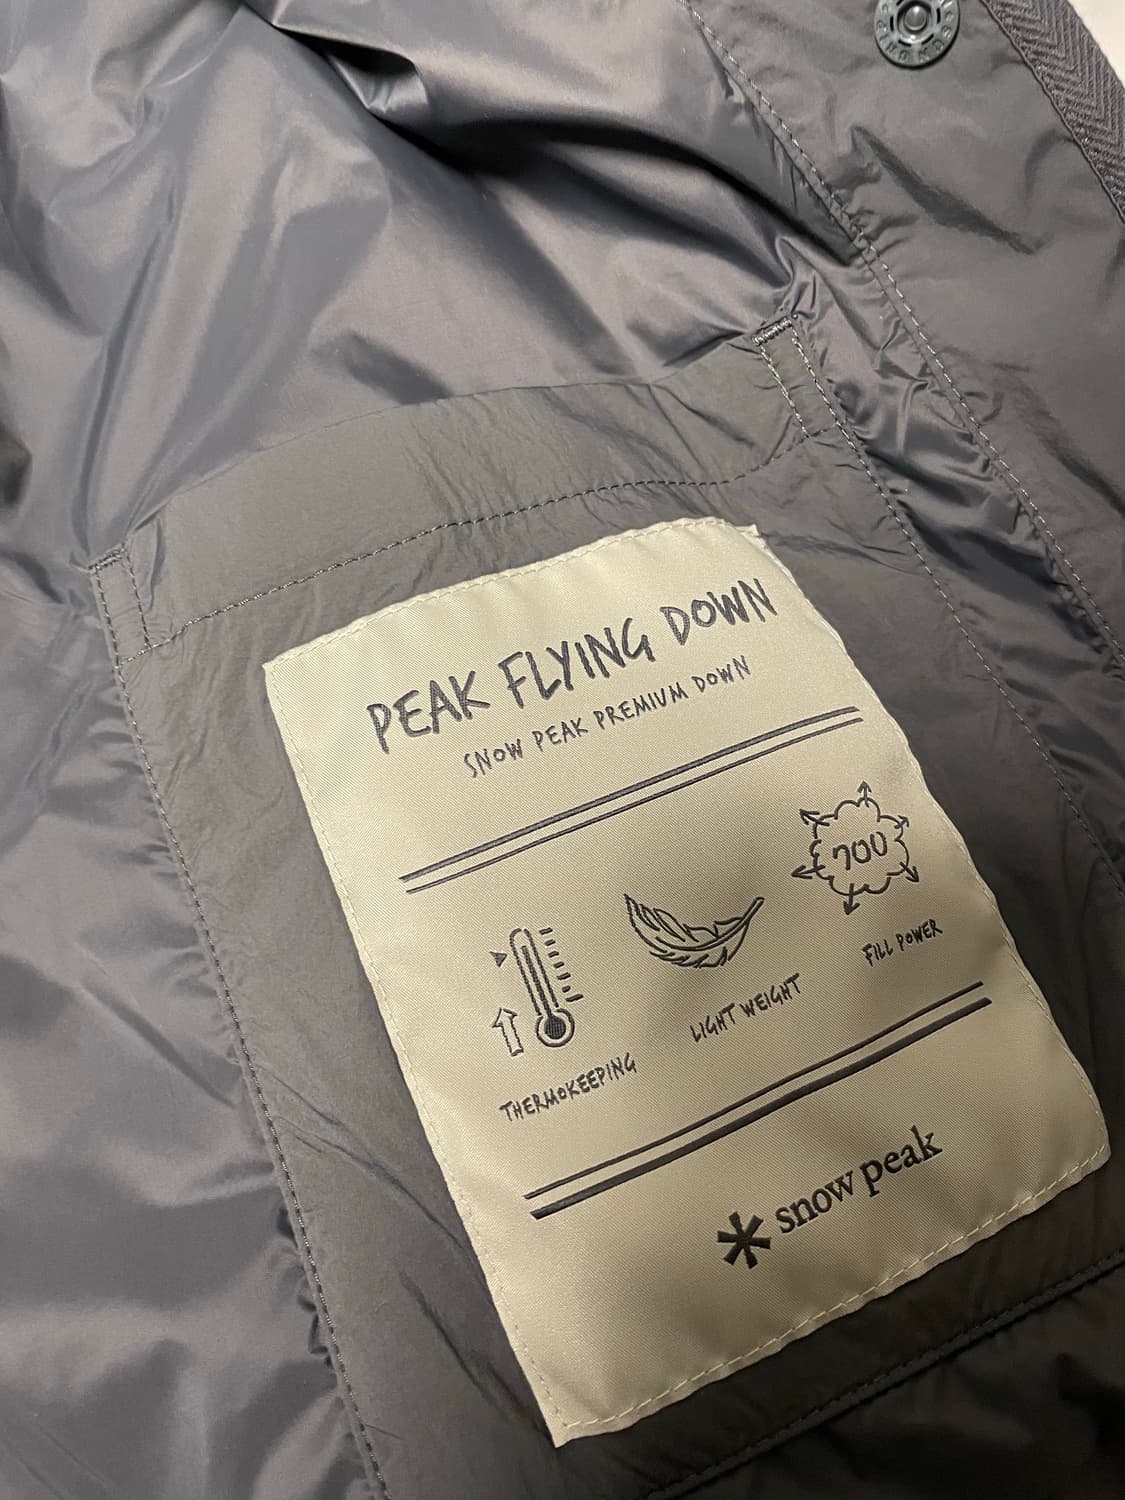 PEAK FLYING DOWN
SNOW PEAK PREMIUM DOWN
700
FILL POWER
LIGHT WEIGHT
THERMOKEEPING
snow peak